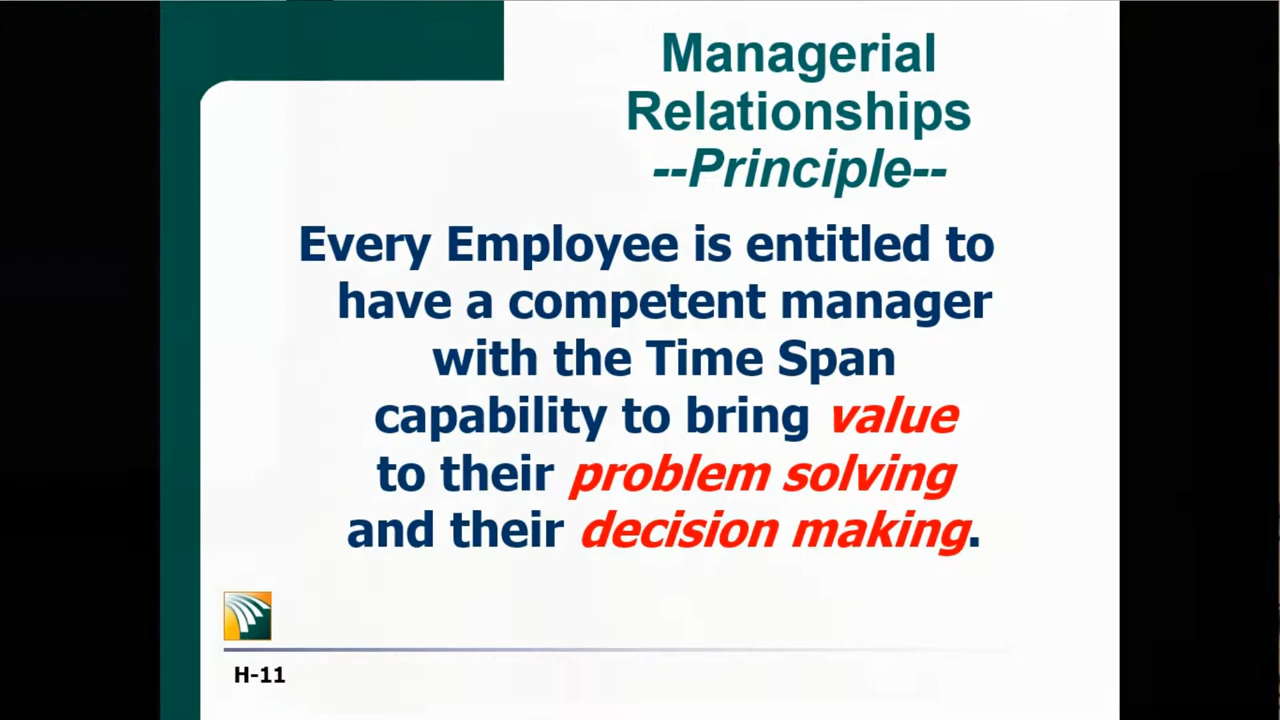 Managerial
Relationships
--Principle--
Every Employee is entitled to
have a competent manager
with the Time Span
capability to bring value
to their problem solving
and their decision making.
H-11